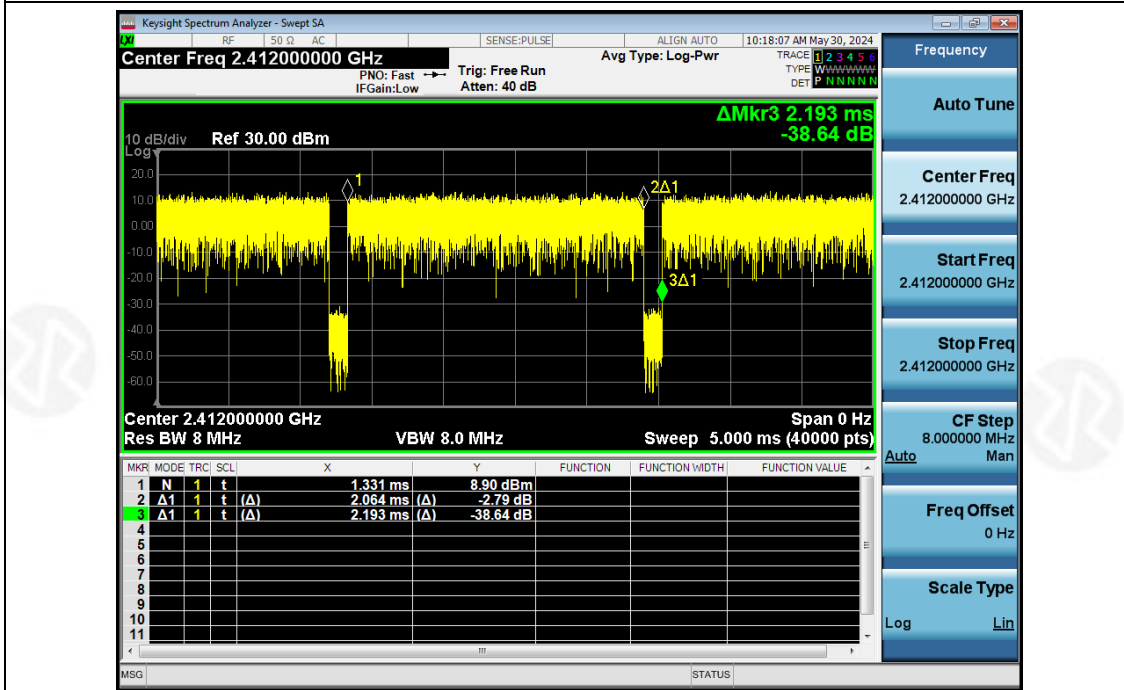 Keysight Spectrum Analyzer - Swept SA
LXI RF 50 Ω AC SENSE:PULSE ALIGN AUTO 10:18:07 AM May 30, 2024
Center Freq 2.412000000 GHz Avg Type: Log-Pwr TRACE 1 2 3 4 5 6
PNO: Fast Trig: Free Run TYPE WWWWWW
IFGain:Low Atten: 40 dB DET P N N N N N
Frequency
Auto Tune
Center Freq
2.412000000 GHz
Start Freq
2.412000000 GHz
Stop Freq
2.412000000 GHz
CF Step
8.000000 MHz
Auto Man
Freq Offset
0 Hz
Scale Type
Log Lin
ΔMkr3 2.193 ms
-38.64 dB
10 dB/div Ref 30.00 dBm
Log
20.0
10.0
0.00
-10.0
-20.0
-30.0
-40.0
-50.0
-60.0
1
2Δ1
3Δ1
Center 2.412000000 GHz Span 0 Hz
Res BW 8 MHz VBW 8.0 MHz Sweep 5.000 ms (40000 pts)
MKR MODE TRC SCL X Y FUNCTION FUNCTION WIDTH FUNCTION VALUE
1 N 1 t 1.331 ms 8.90 dBm
2 Δ1 1 t (Δ) 2.064 ms (Δ) -2.79 dB
3 Δ1 1 t (Δ) 2.193 ms (Δ) -38.64 dB
4
5
6
7
8
9
10
11
MSG STATUS